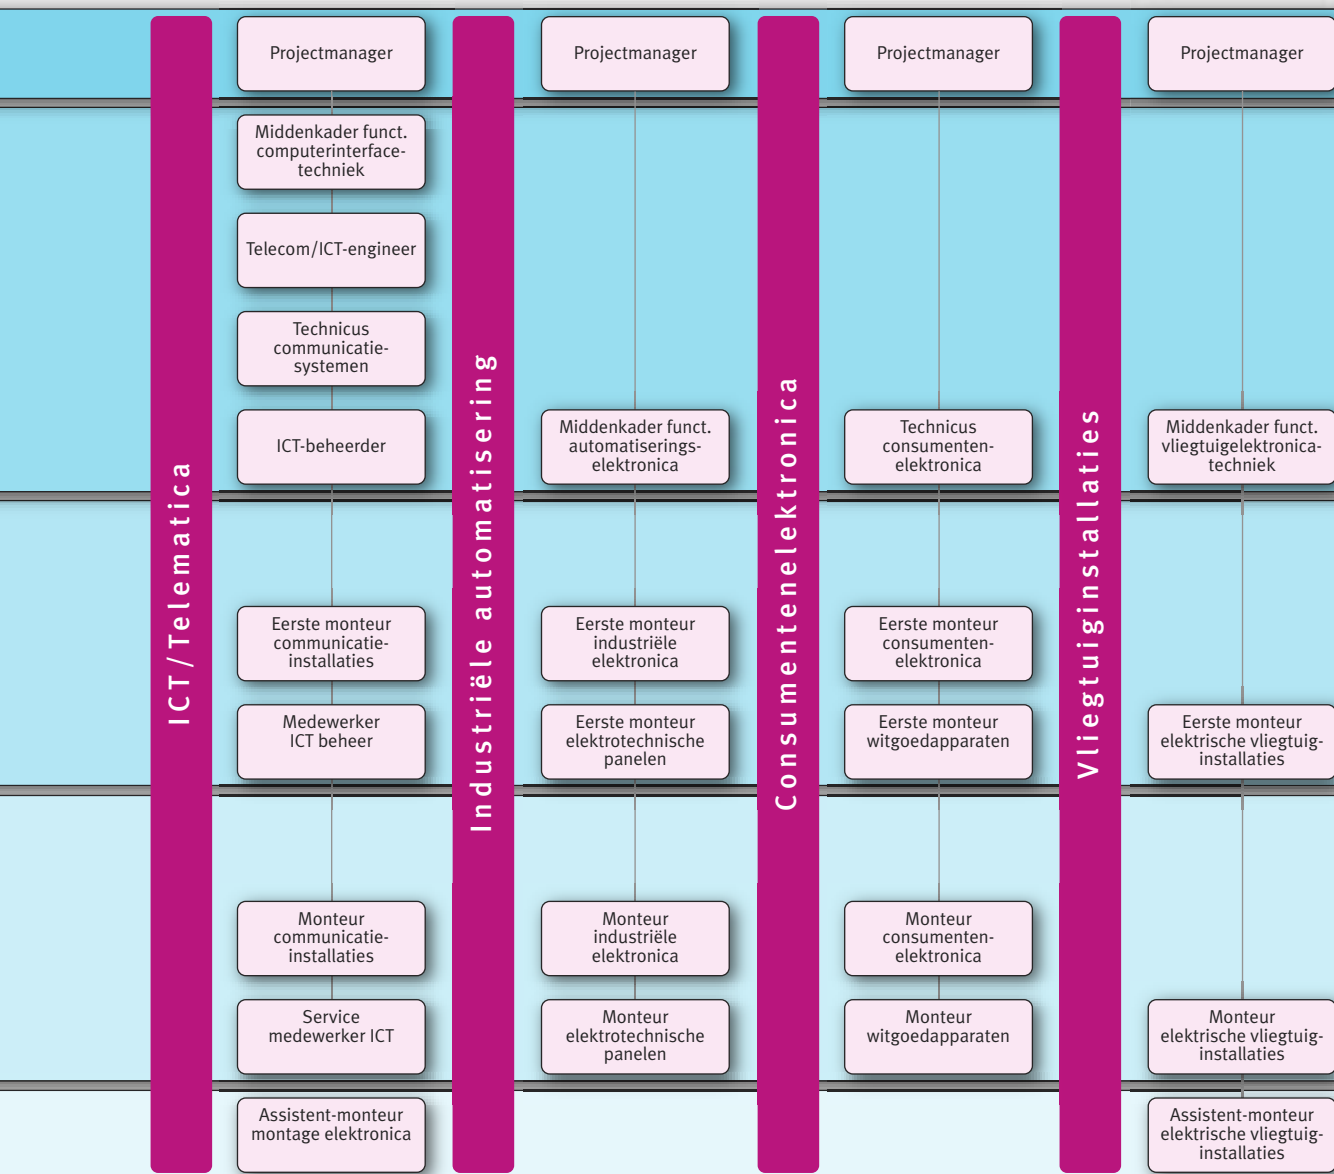 ICT/Telematica
Projectmanager
Middenkader funct.
computerinterface-
techniek
Telecom/ICT-engineer
Technicus
communicatie-
systemen
ICT-beheerder
Eerste monteur
communicatie-
installaties
Medewerker
ICT beheer
Monteur
communicatie-
installaties
Service
medewerker ICT
Assistent-monteur
montage elektronica
Industriële automatisering
Projectmanager
Middenkader funct.
automatiserings-
elektronica
Eerste monteur
industriële
elektronica
Eerste monteur
elektrotechnische
panelen
Monteur
industriële
elektronica
Monteur
elektrotechnische
panelen
Consumentenelektronica
Projectmanager
Technicus
consumenten-
elektronica
Eerste monteur
consumenten-
elektronica
Eerste monteur
witgoedapparaten
Monteur
consumenten-
elektronica
Monteur
witgoedapparaten
Vliegtuiginstallaties
Projectmanager
Middenkader funct.
vliegtuigelektronica-
techniek
Eerste monteur
elektrische vliegtuig-
installaties
Monteur
elektrische vliegtuig-
installaties
Assistent-monteur
elektrische vliegtuig-
installaties